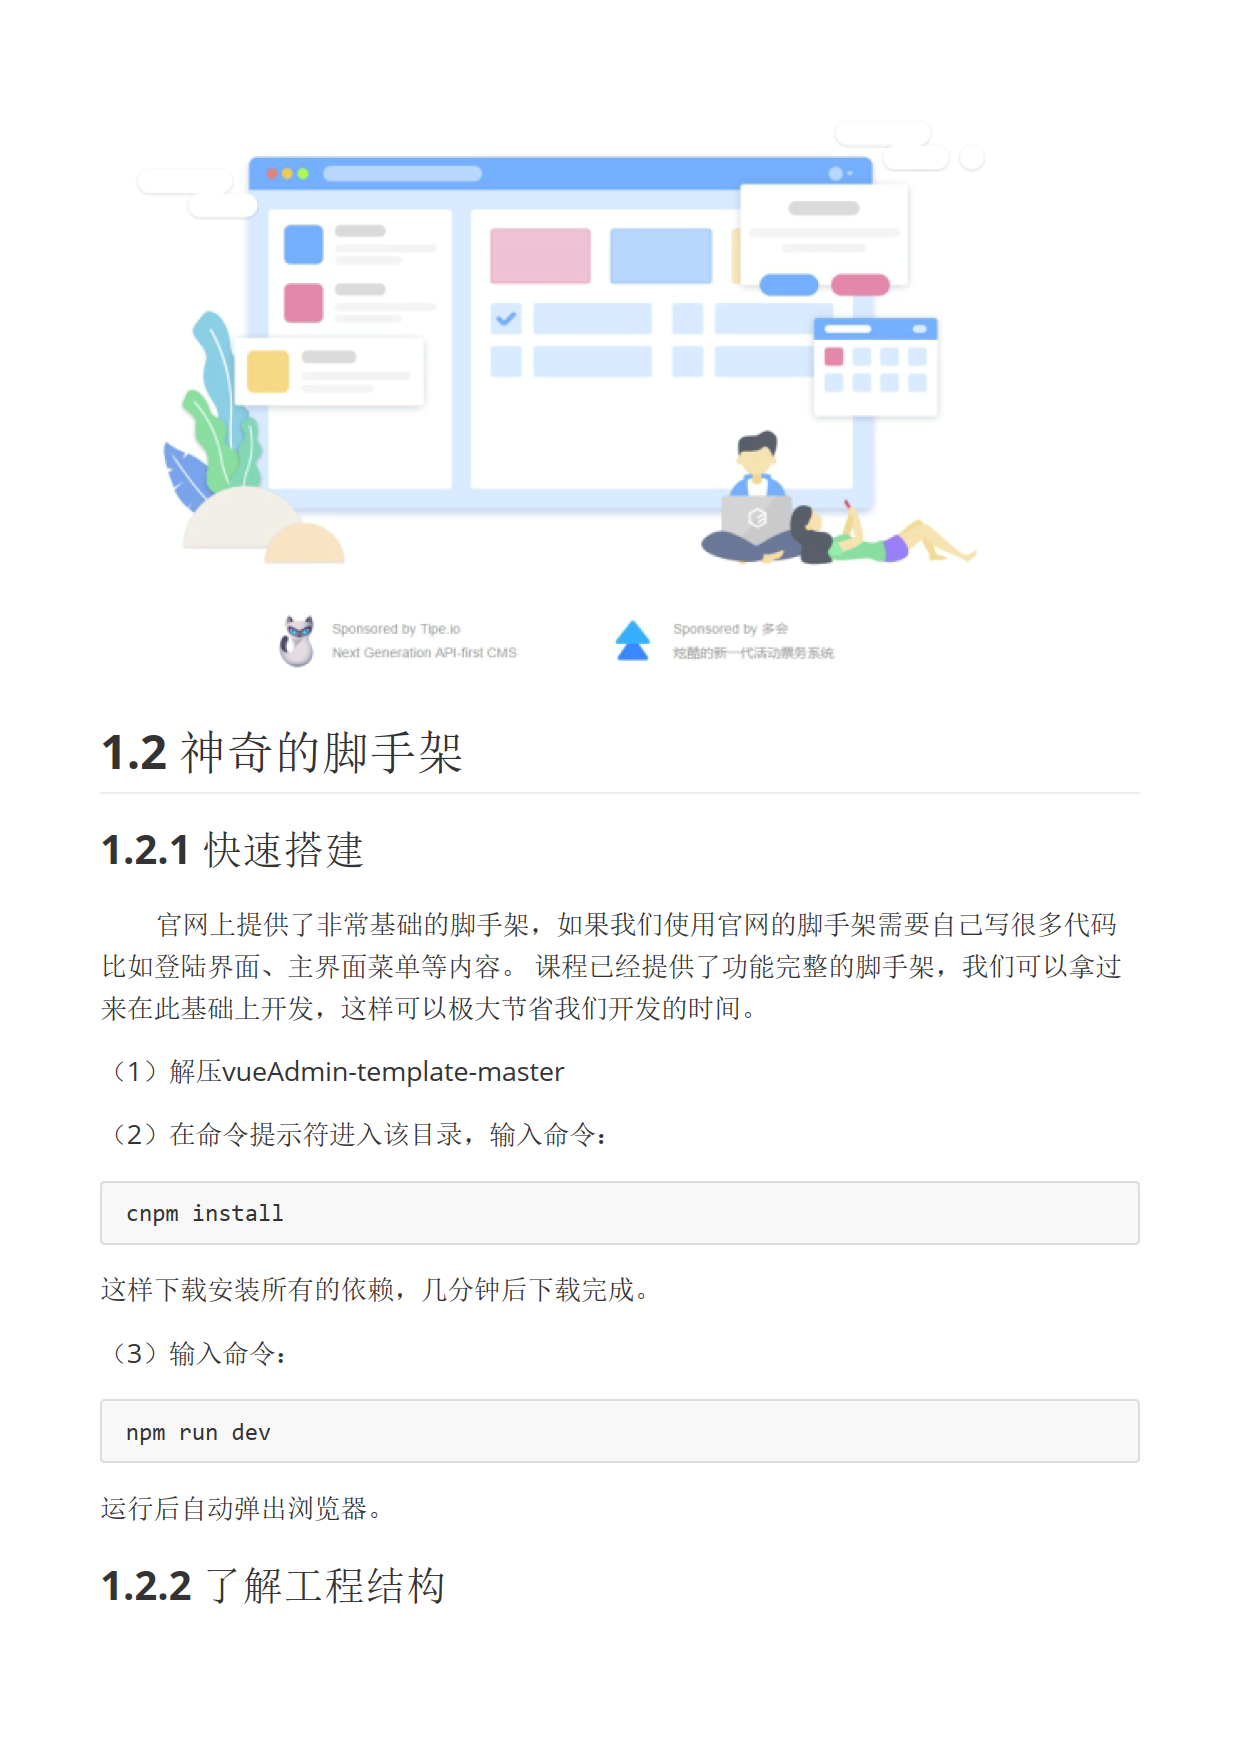 Sponsored by Tipe.io
Next Generation API-first CMS
Sponsored by 多会
炫酷的新一代活动票务系统
1.2 神奇的脚手架
1.2.1 快速搭建
官网上提供了非常基础的脚手架，如果我们使用官网的脚手架需要自己写很多代码
比如登陆界面、主界面菜单等内容。 课程已经提供了功能完整的脚手架，我们可以拿过
来在此基础上开发，这样可以极大节省我们开发的时间。
（1）解压vueAdmin-template-master
（2）在命令提示符进入该目录，输入命令：
cnpm install
这样下载安装所有的依赖，几分钟后下载完成。
（3）输入命令：
npm run dev
运行后自动弹出浏览器。
1.2.2 了解工程结构